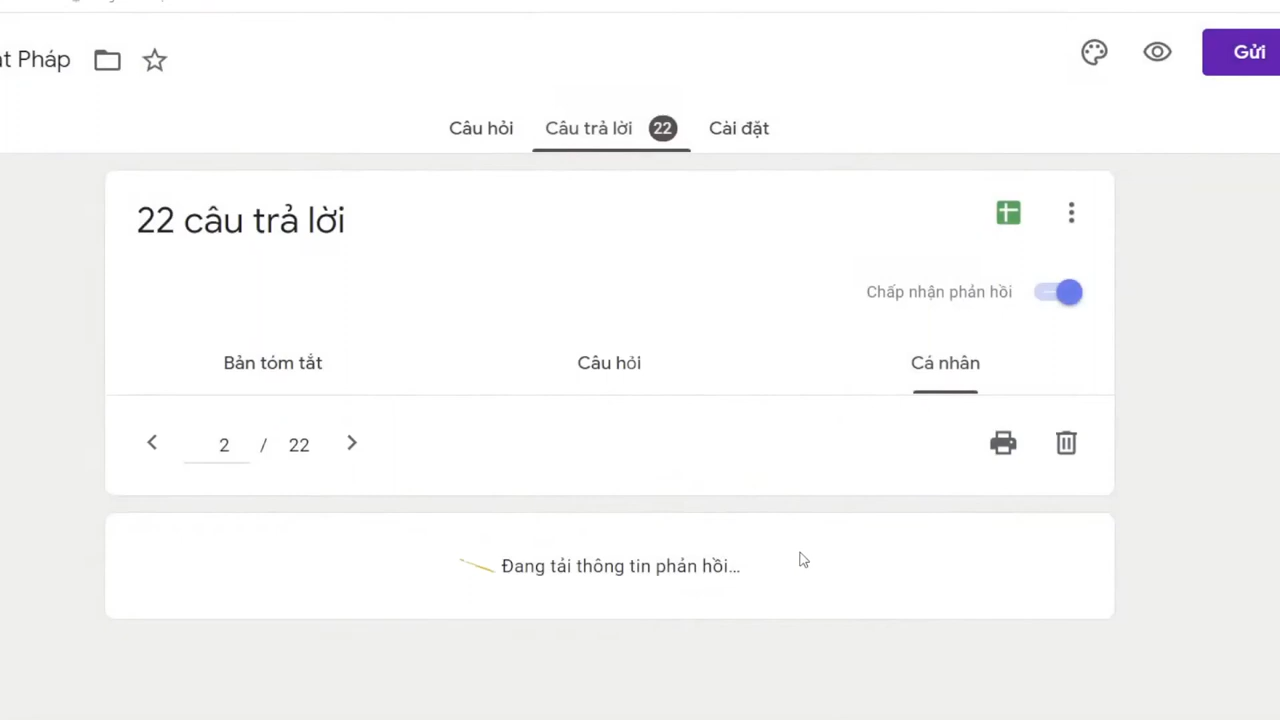 Pháp
Gửi
Câu hỏi
Câu trả lời 22
Cài đặt
22 câu trả lời
Chấp nhận phản hồi
Bản tóm tắt
Câu hỏi
Cá nhân
2 / 22
Đang tải thông tin phản hồi...